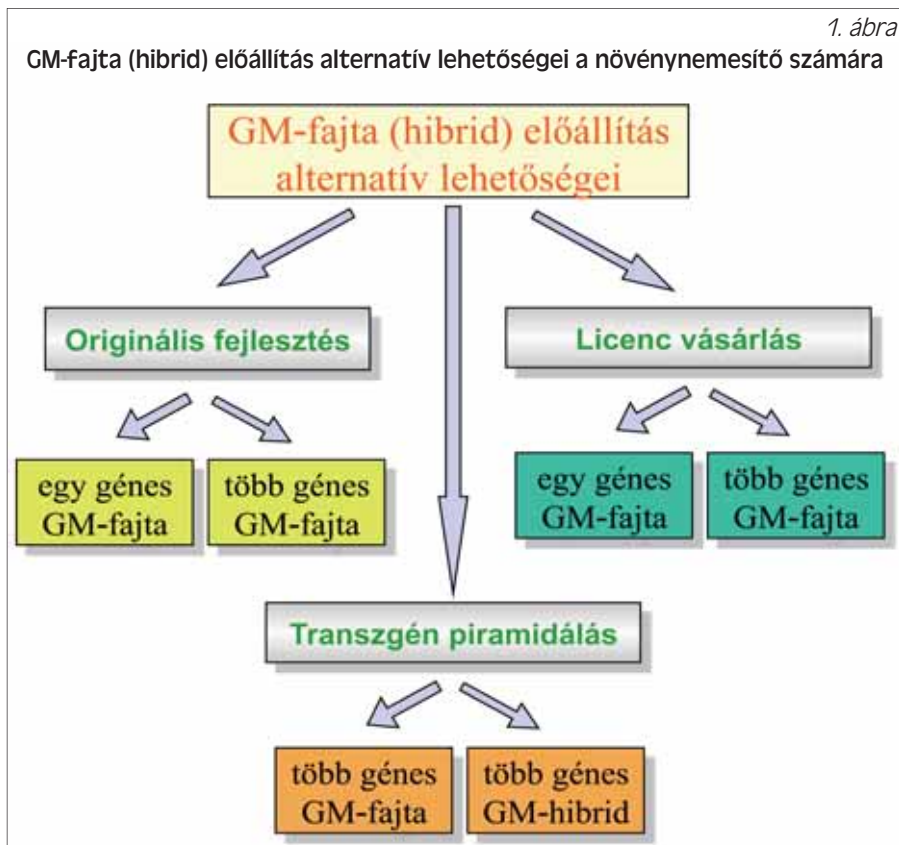 1. ábra
GM-fajta (hibrid) előállítás alternatív lehetőségei a növénynemesítő számára
GM-fajta (hibrid) előállítás
alternatív lehetőségei
Originális fejlesztés
Licenc vásárlás
egy génes
GM-fajta
több génes
GM-fajta
egy génes
GM-fajta
több génes
GM-fajta
Transzgén piramidálás
több génes
GM-fajta
több génes
GM-hibrid